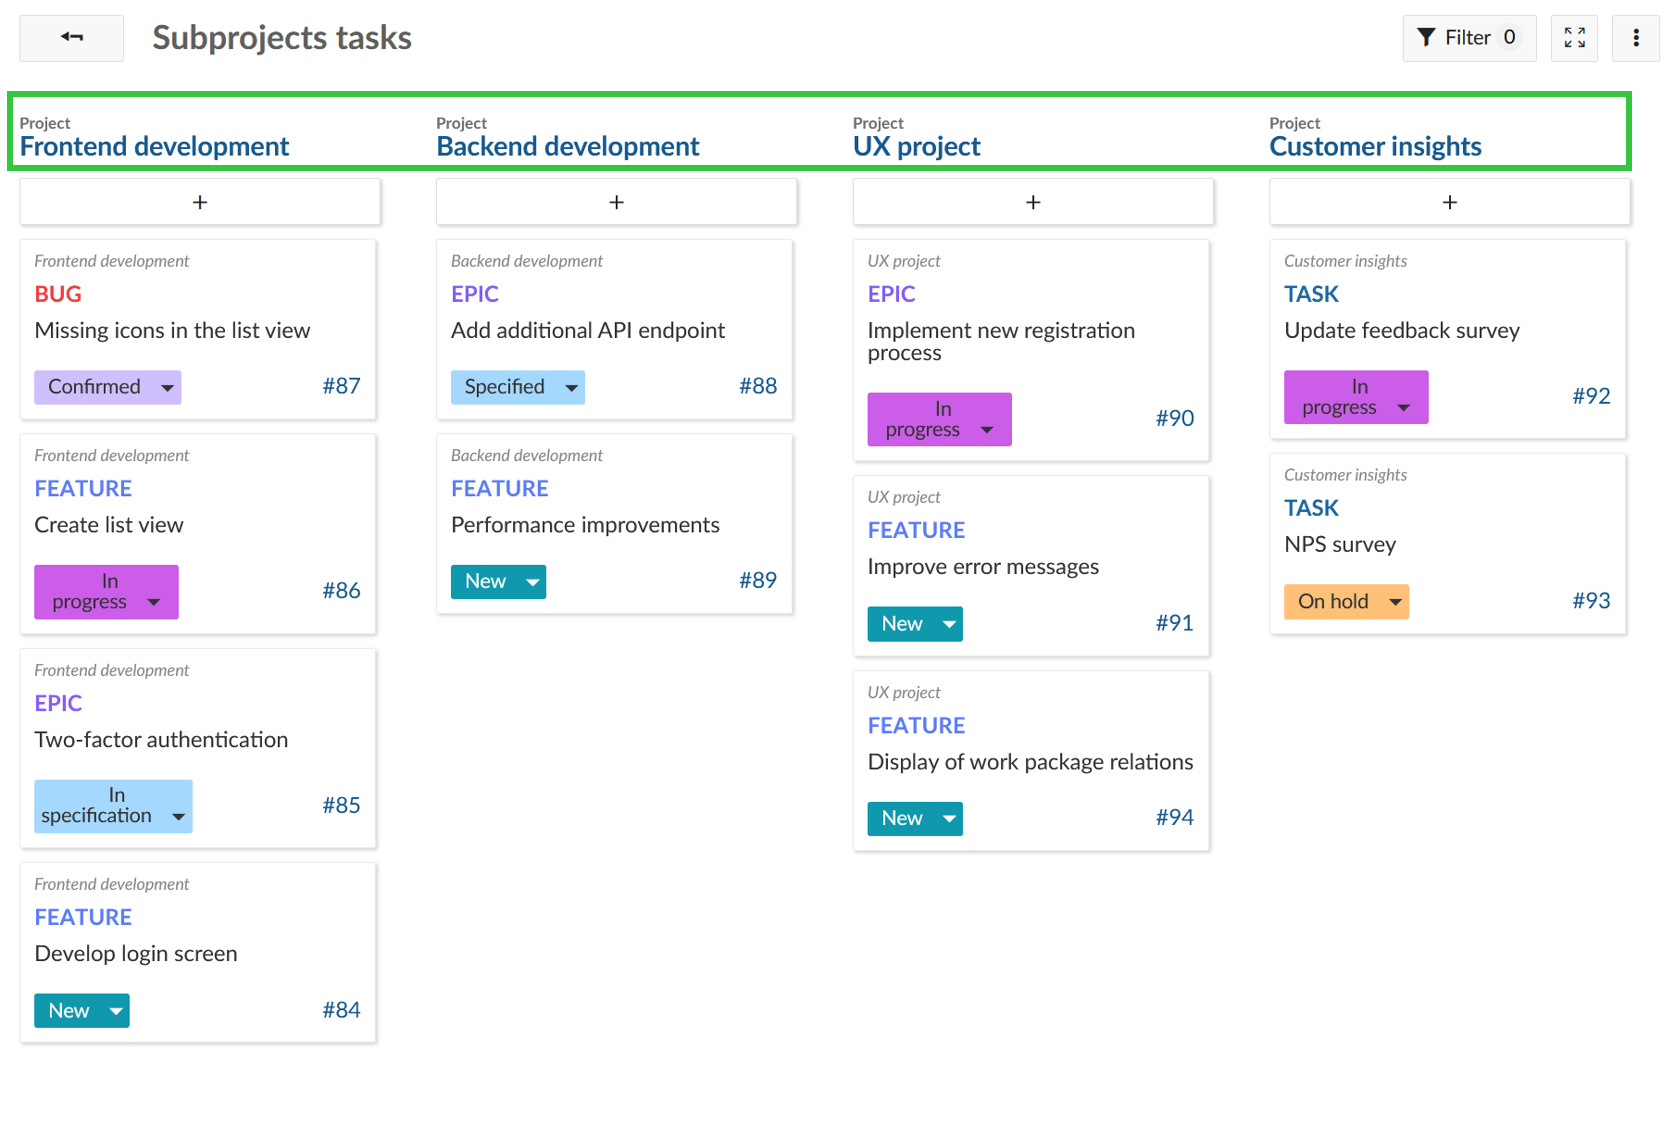 Subprojects tasks
Filter 0
Project
Frontend development
Project
Backend development
Project
UX project
Project
Customer insights
+
+
+
+
Frontend development
BUG
Missing icons in the list view
Confirmed
#87
Frontend development
FEATURE
Create list view
In
progress
#86
Frontend development
EPIC
Two-factor authentication
In
specification
#85
Frontend development
FEATURE
Develop login screen
New
#84
Backend development
EPIC
Add additional API endpoint
Specified
#88
Backend development
FEATURE
Performance improvements
New
#89
UX project
EPIC
Implement new registration
process
In
progress
#90
UX project
FEATURE
Improve error messages
New
#91
UX project
FEATURE
Display of work package relations
New
#94
Customer insights
TASK
Update feedback survey
In
progress
#92
Customer insights
TASK
NPS survey
On hold
#93